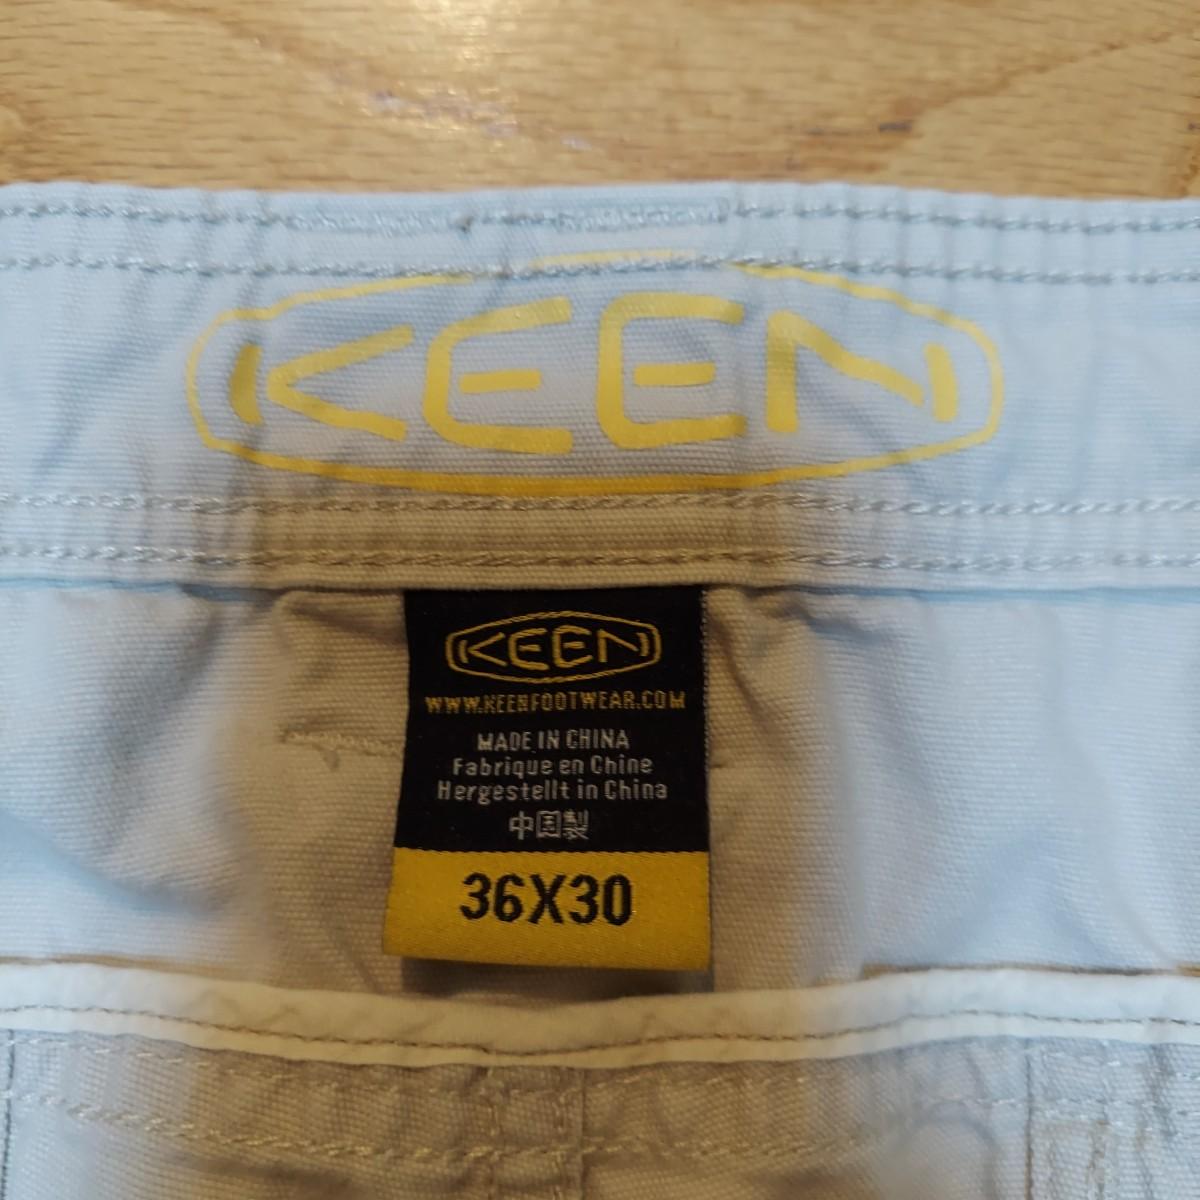 KEEN
KEEN
WWW.KEENFOOTWEAR.COM
MADE IN CHINA
Fabrique en Chine
Hergestellt in China
中国製
36X30